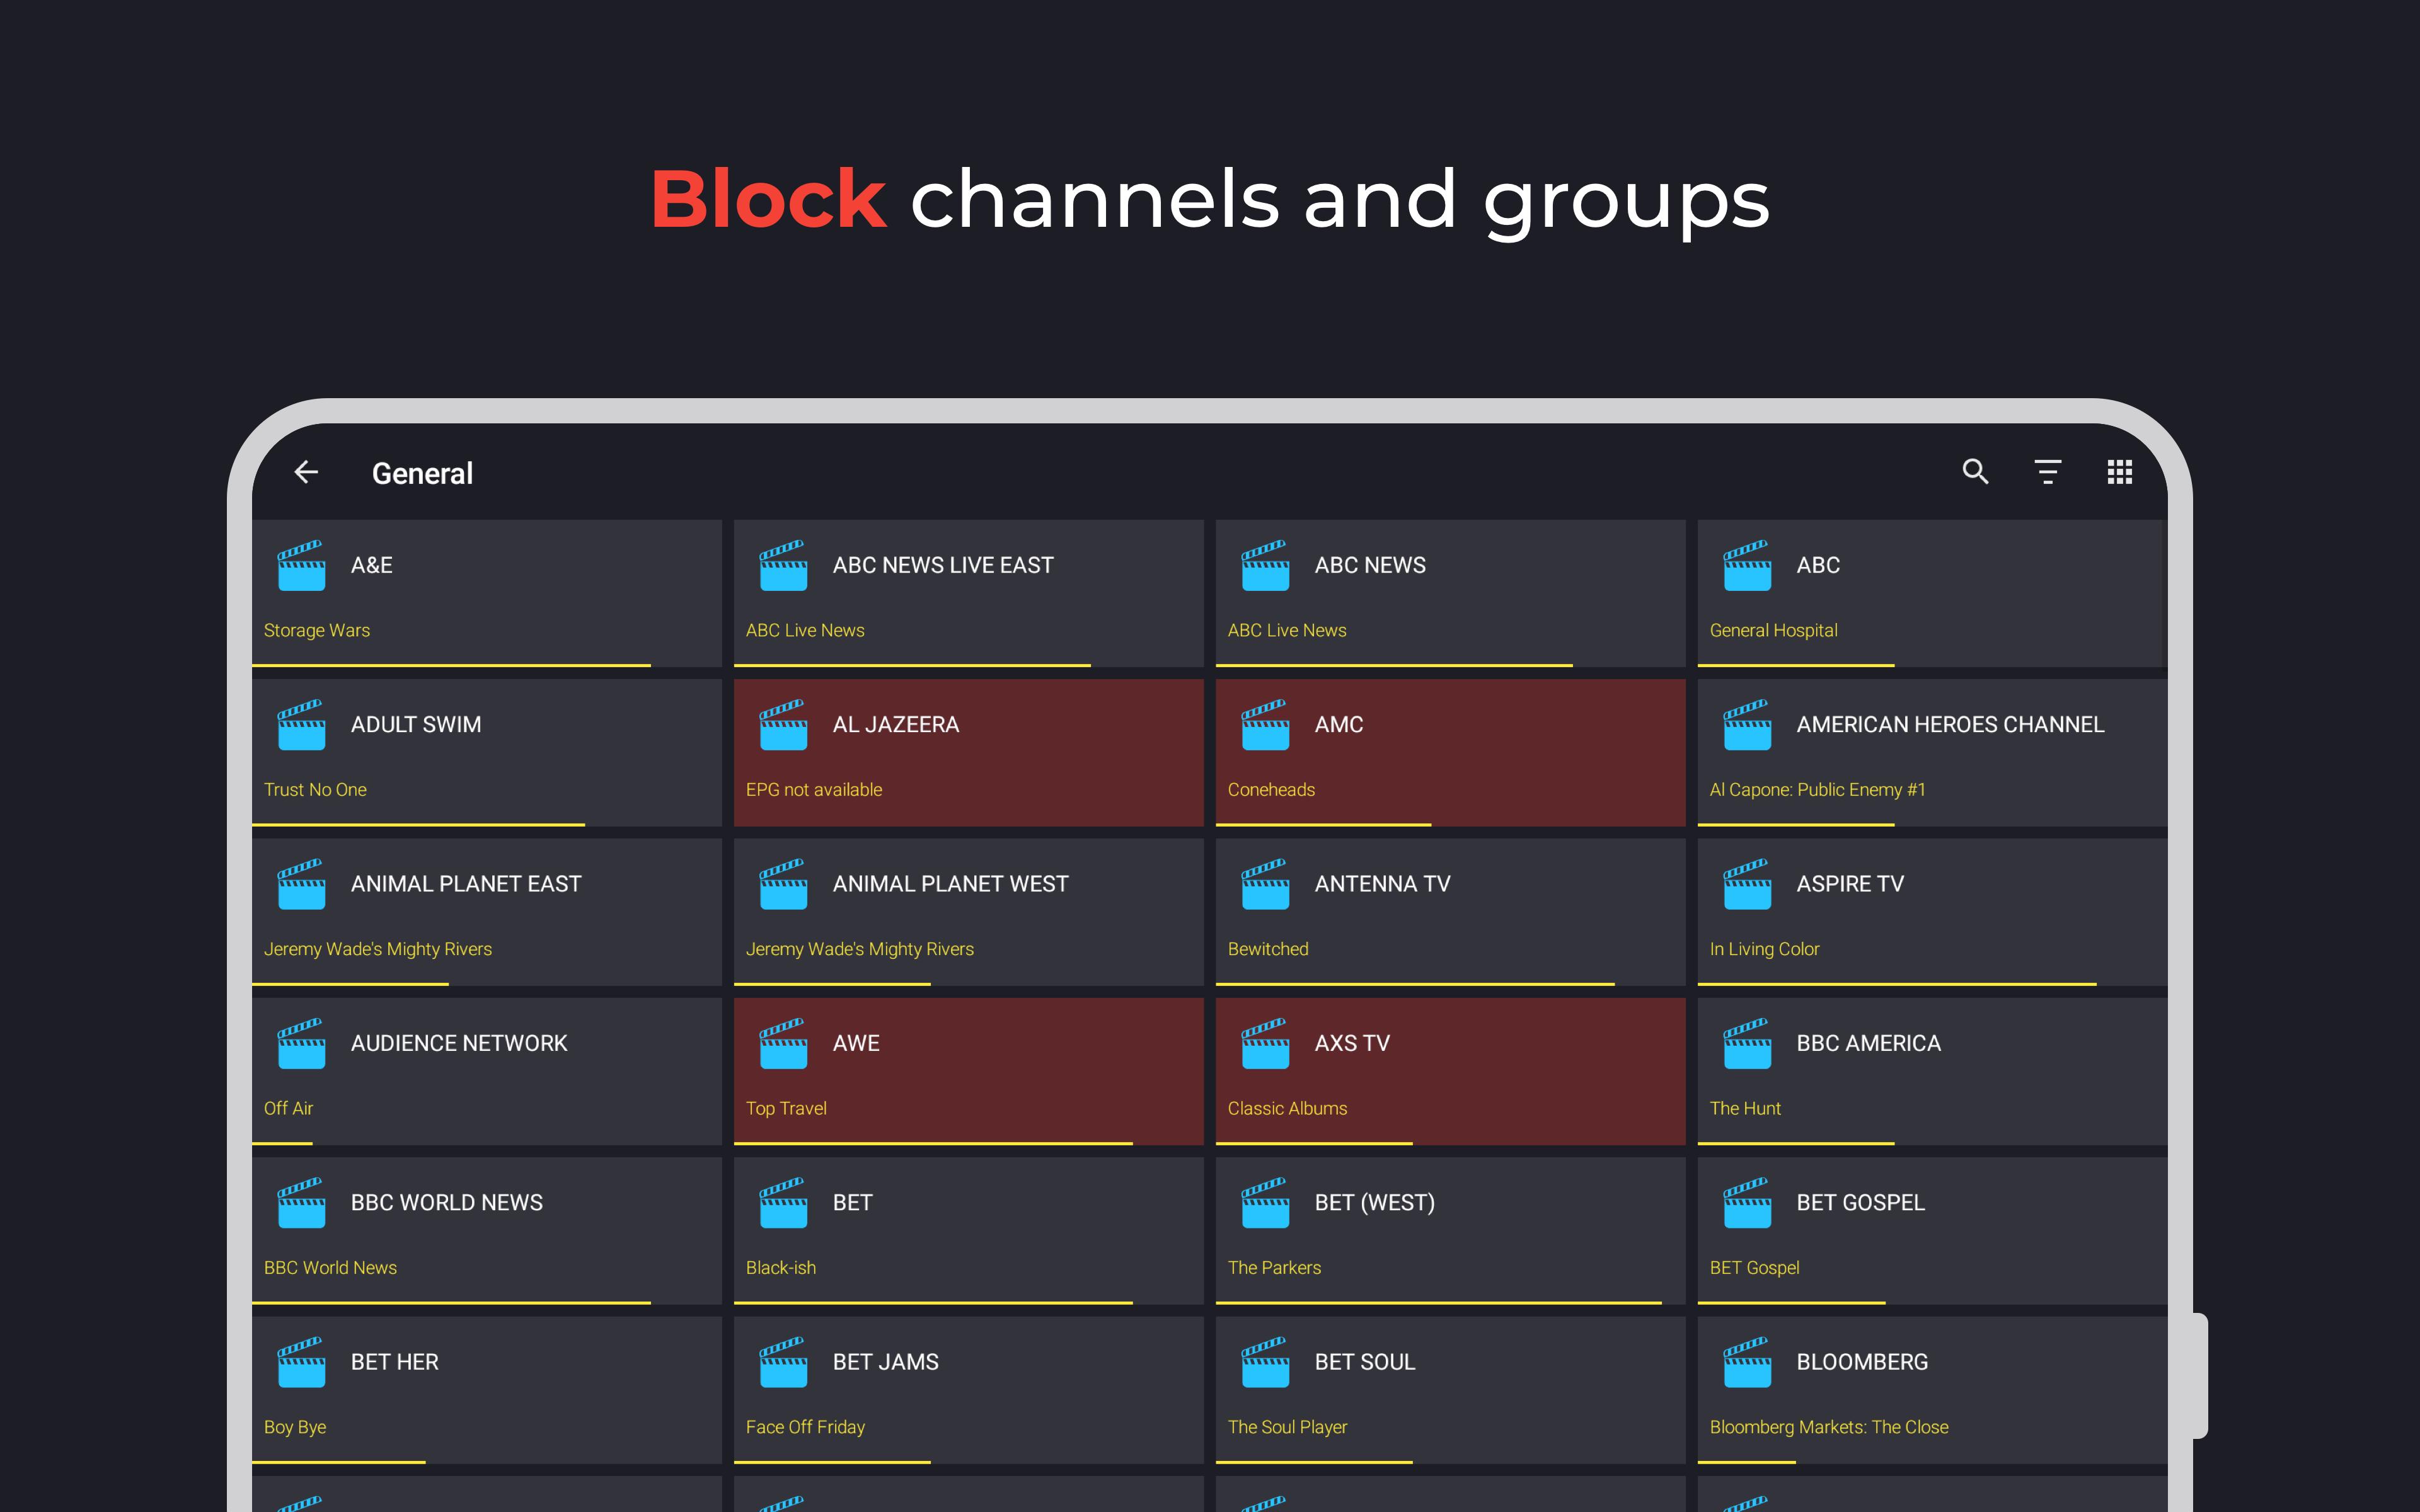 Block channels and groups
General
A&E
Storage Wars
ABC NEWS LIVE EAST
ABC Live News
ABC NEWS
ABC Live News
ABC
General Hospital
ADULT SWIM
Trust No One
AL JAZEERA
EPG not available
AMC
Coneheads
AMERICAN HEROES CHANNEL
Al Capone: Public Enemy #1
ANIMAL PLANET EAST
Jeremy Wade's Mighty Rivers
ANIMAL PLANET WEST
Jeremy Wade's Mighty Rivers
ANTENNA TV
Bewitched
ASPIRE TV
In Living Color
AUDIENCE NETWORK
Off Air
AWE
Top Travel
AXS TV
Classic Albums
BBC AMERICA
The Hunt
BBC WORLD NEWS
BBC World News
BET
Black-ish
BET (WEST)
The Parkers
BET GOSPEL
BET Gospel
BET HER
Boy Bye
BET JAMS
Face Off Friday
BET SOUL
The Soul Player
BLOOMBERG
Bloomberg Markets: The Close